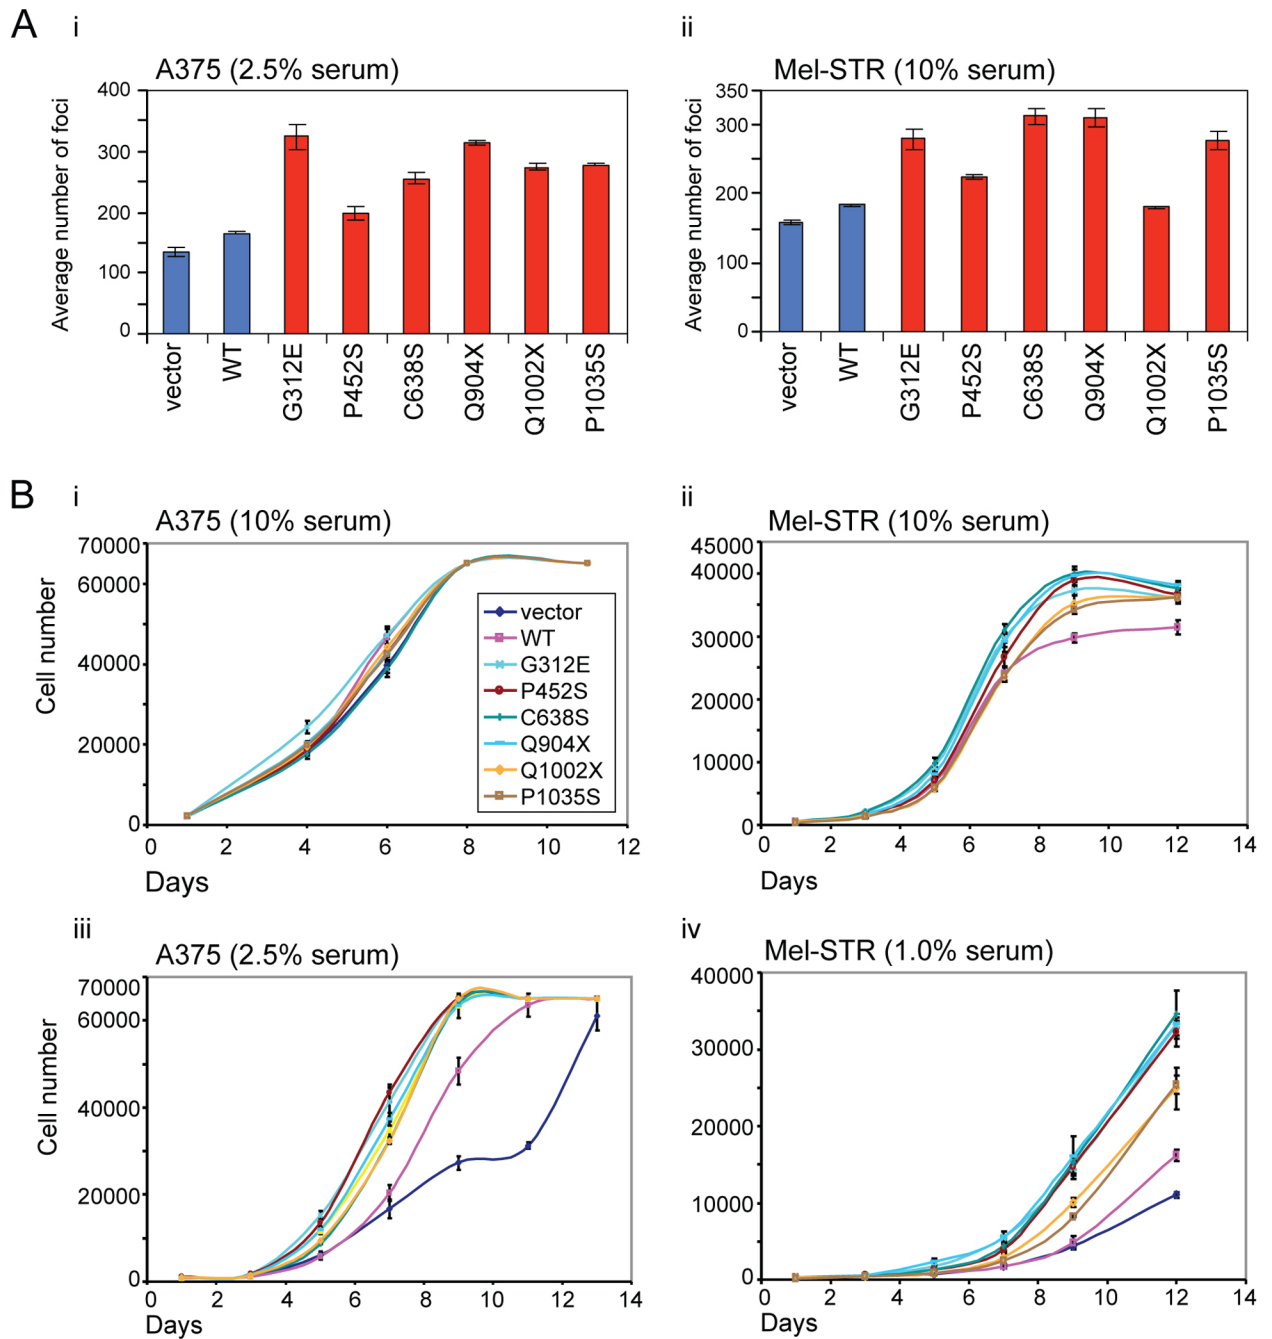 A
i
A375 (2.5% serum)
Average number of foci
400
300
200
100
0
vector
WT
G312E
P452S
C638S
Q904X
Q1002X
P1035S
ii
Mel-STR (10% serum)
Average number of foci
350
300
200
100
0
vector
WT
G312E
P452S
C638S
Q904X
Q1002X
P1035S
B
i
A375 (10% serum)
Cell number
70000
60000
40000
20000
0
0 2 4 6 8 10 12
Days
vector
WT
G312E
P452S
C638S
Q904X
Q1002X
P1035S
ii
Mel-STR (10% serum)
45000
40000
30000
20000
10000
0
0 2 4 6 8 10 12 14
Days
iii
A375 (2.5% serum)
Cell number
70000
60000
40000
20000
0
0 2 4 6 8 10 12 14
Days
iv
Mel-STR (1.0% serum)
40000
30000
20000
10000
0
0 2 4 6 8 10 12 14
Days